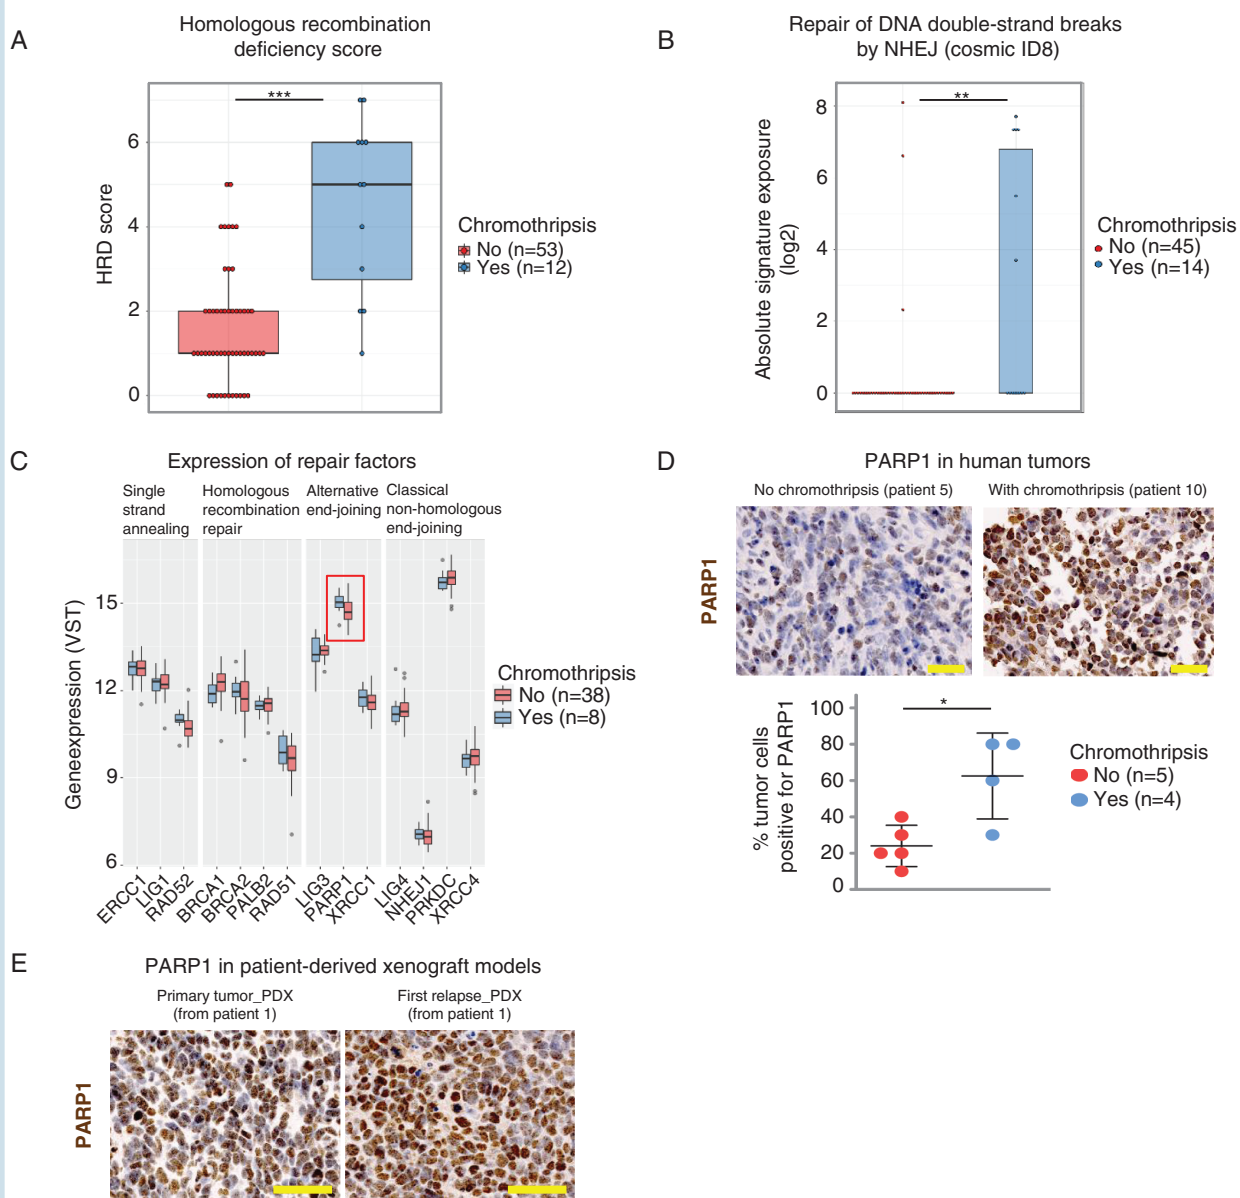 A
Homologous recombination
deficiency score
***
HRD score
6
4
2
0
Chromothripsis
No (n=53)
Yes (n=12)
B
Repair of DNA double-strand breaks
by NHEJ (cosmic ID8)
**
Absolute signature exposure
(log2)
8
6
4
2
0
Chromothripsis
No (n=45)
Yes (n=14)
C
Expression of repair factors
Single
strand
annealing
Homologous
recombination
repair
Alternative
end-joining
Classical
non-homologous
end-joining
Geneexpression (VST)
15
12
9
6
ERCC1
LIG1
RAD52
BRCA1
BRCA2
PALB2
RAD51
LIG3
PARP1
XRCC1
LIG4
NHEJ1
PRKDC
XRCC4
Chromothripsis
No (n=38)
Yes (n=8)
D
PARP1 in human tumors
No chromothripsis (patient 5)
With chromothripsis (patient 10)
PARP1
% tumor cells
positive for PARP1
100
80
60
40
20
0
*
Chromothripsis
No (n=5)
Yes (n=4)
E
PARP1 in patient-derived xenograft models
Primary tumor_PDX
(from patient 1)
First relapse_PDX
(from patient 1)
PARP1